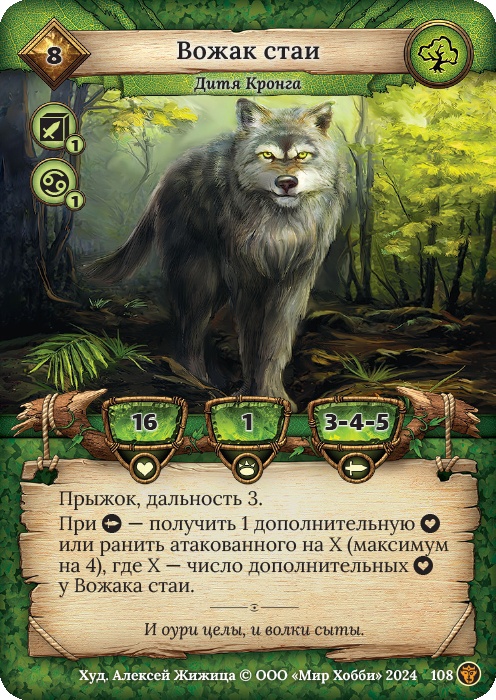 8
Вожак стаи
Дитя Кронга
1
1
16
1
3-4-5
Прыжок, дальность 3.
При — получить 1 дополнительную
или ранить атакованного на X (максимум
на 4), где X — число дополнительных
у Вожака стаи.
И оури целы, и волки сыты.
Худ. Алексей Жижица © ООО «Мир Хобби» 2024 108